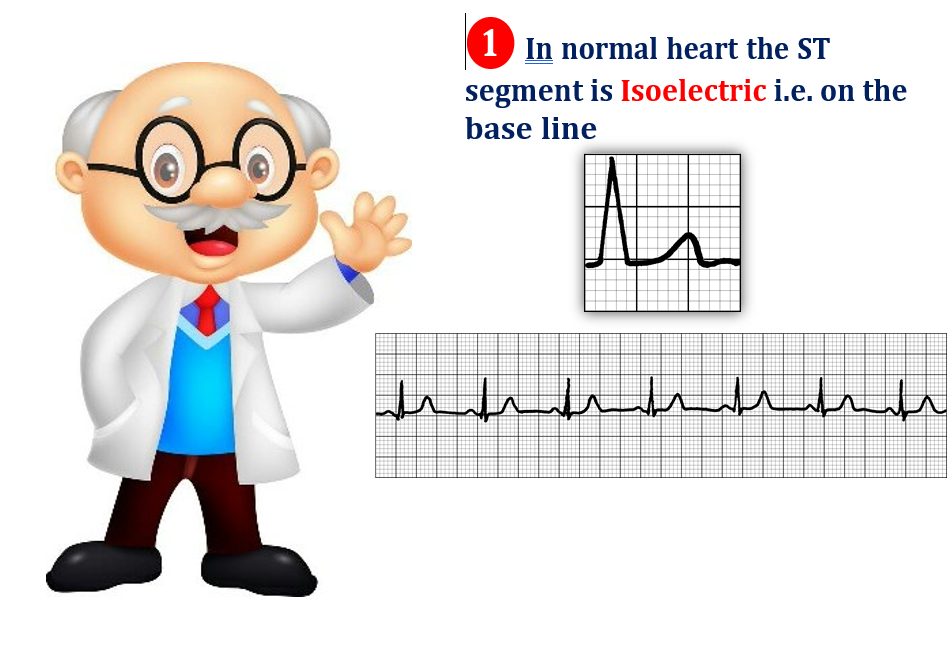 1 In normal heart the ST
segment is Isoelectric i.e. on the
base line